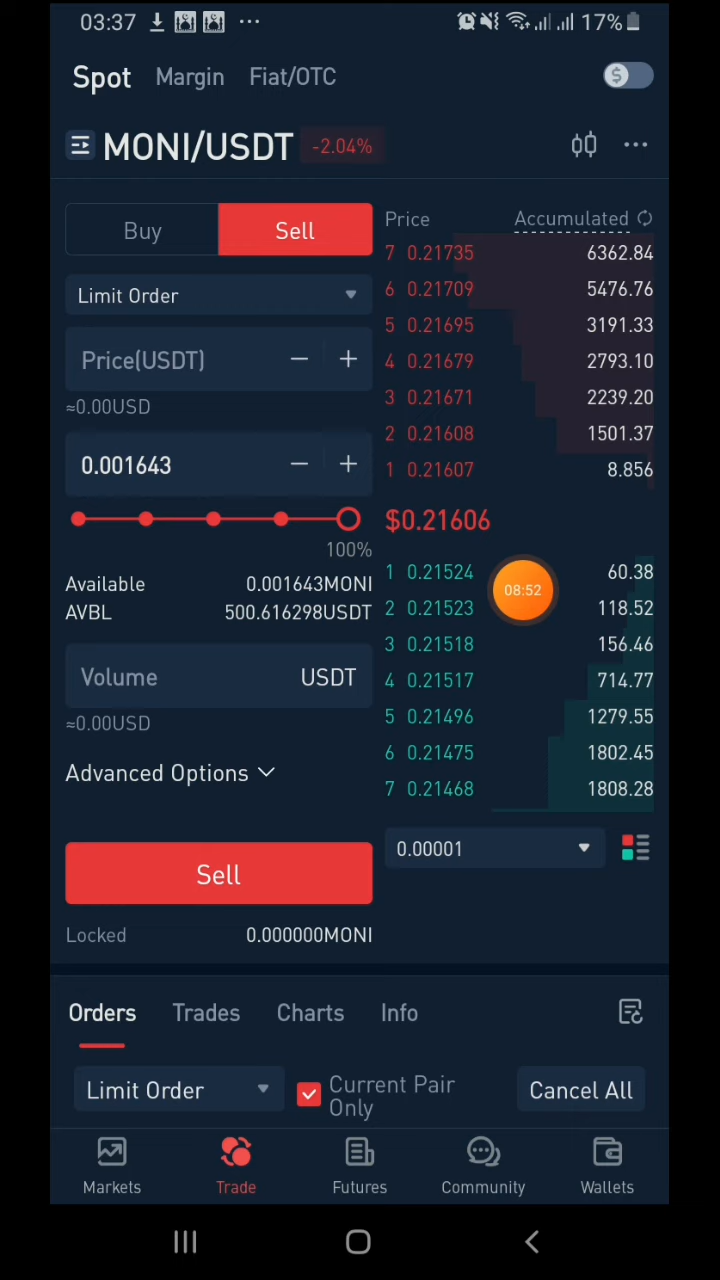 03:37 17%
Spot Margin Fiat/OTC
MONI/USDT -2.04%
Buy Sell
Limit Order
Price(USDT) − +
≈0.00USD
0.001643 − +
100%
Available 0.001643MONI
AVBL 500.616298USDT
Volume USDT
≈0.00USD
Advanced Options
Sell
Locked 0.000000MONI
Price Accumulated
7 0.21735 6362.84
6 0.21709 5476.76
5 0.21695 3191.33
4 0.21679 2793.10
3 0.21671 2239.20
2 0.21608 1501.37
1 0.21607 8.856
$0.21606
1 0.21524 60.38
08:52
2 0.21523 118.52
3 0.21518 156.46
4 0.21517 714.77
5 0.21496 1279.55
6 0.21475 1802.45
7 0.21468 1808.28
0.00001
Orders Trades Charts Info
Limit Order Current Pair
Only Cancel All
Markets Trade Futures Community Wallets